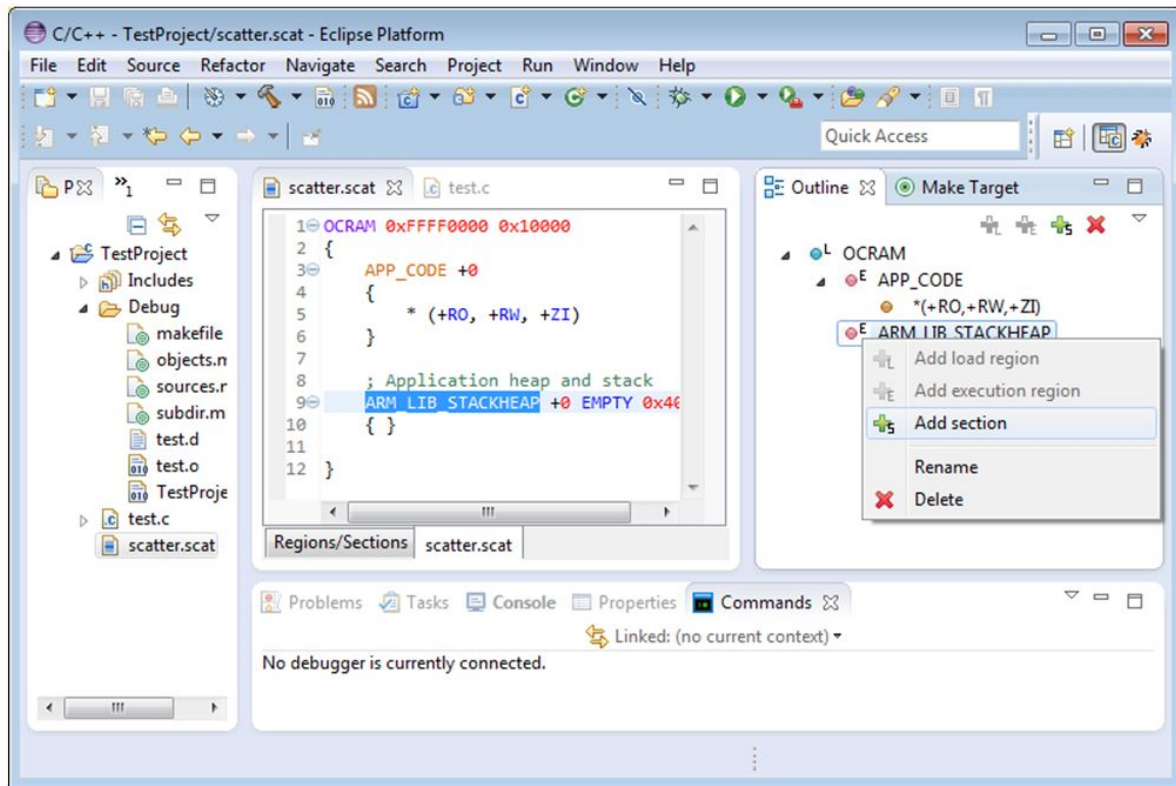 C/C++ - TestProject/scatter.scat - Eclipse Platform
File Edit Source Refactor Navigate Search Project Run Window Help
Quick Access
P
»1
TestProject
Includes
Debug
makefile
objects.m
sources.r
subdir.m
test.d
test.o
TestProje
test.c
scatter.scat
scatter.scat test.c
1 OCRAM 0xFFFF0000 0x10000
2 {
3 APP_CODE +0
4 {
5 * (+RO, +RW, +ZI)
6 }
7
8 ; Application heap and stack
9 ARM_LIB_STACKHEAP +0 EMPTY 0x40
10 { }
11
12 }
Regions/Sections scatter.scat
Outline Make Target
L OCRAM
E APP_CODE
*(+RO,+RW,+ZI)
E ARM_LIB_STACKHEAP
L Add load region
E Add execution region
S Add section
Rename
Delete
Problems Tasks Console Properties Commands
Linked: (no current context)
No debugger is currently connected.